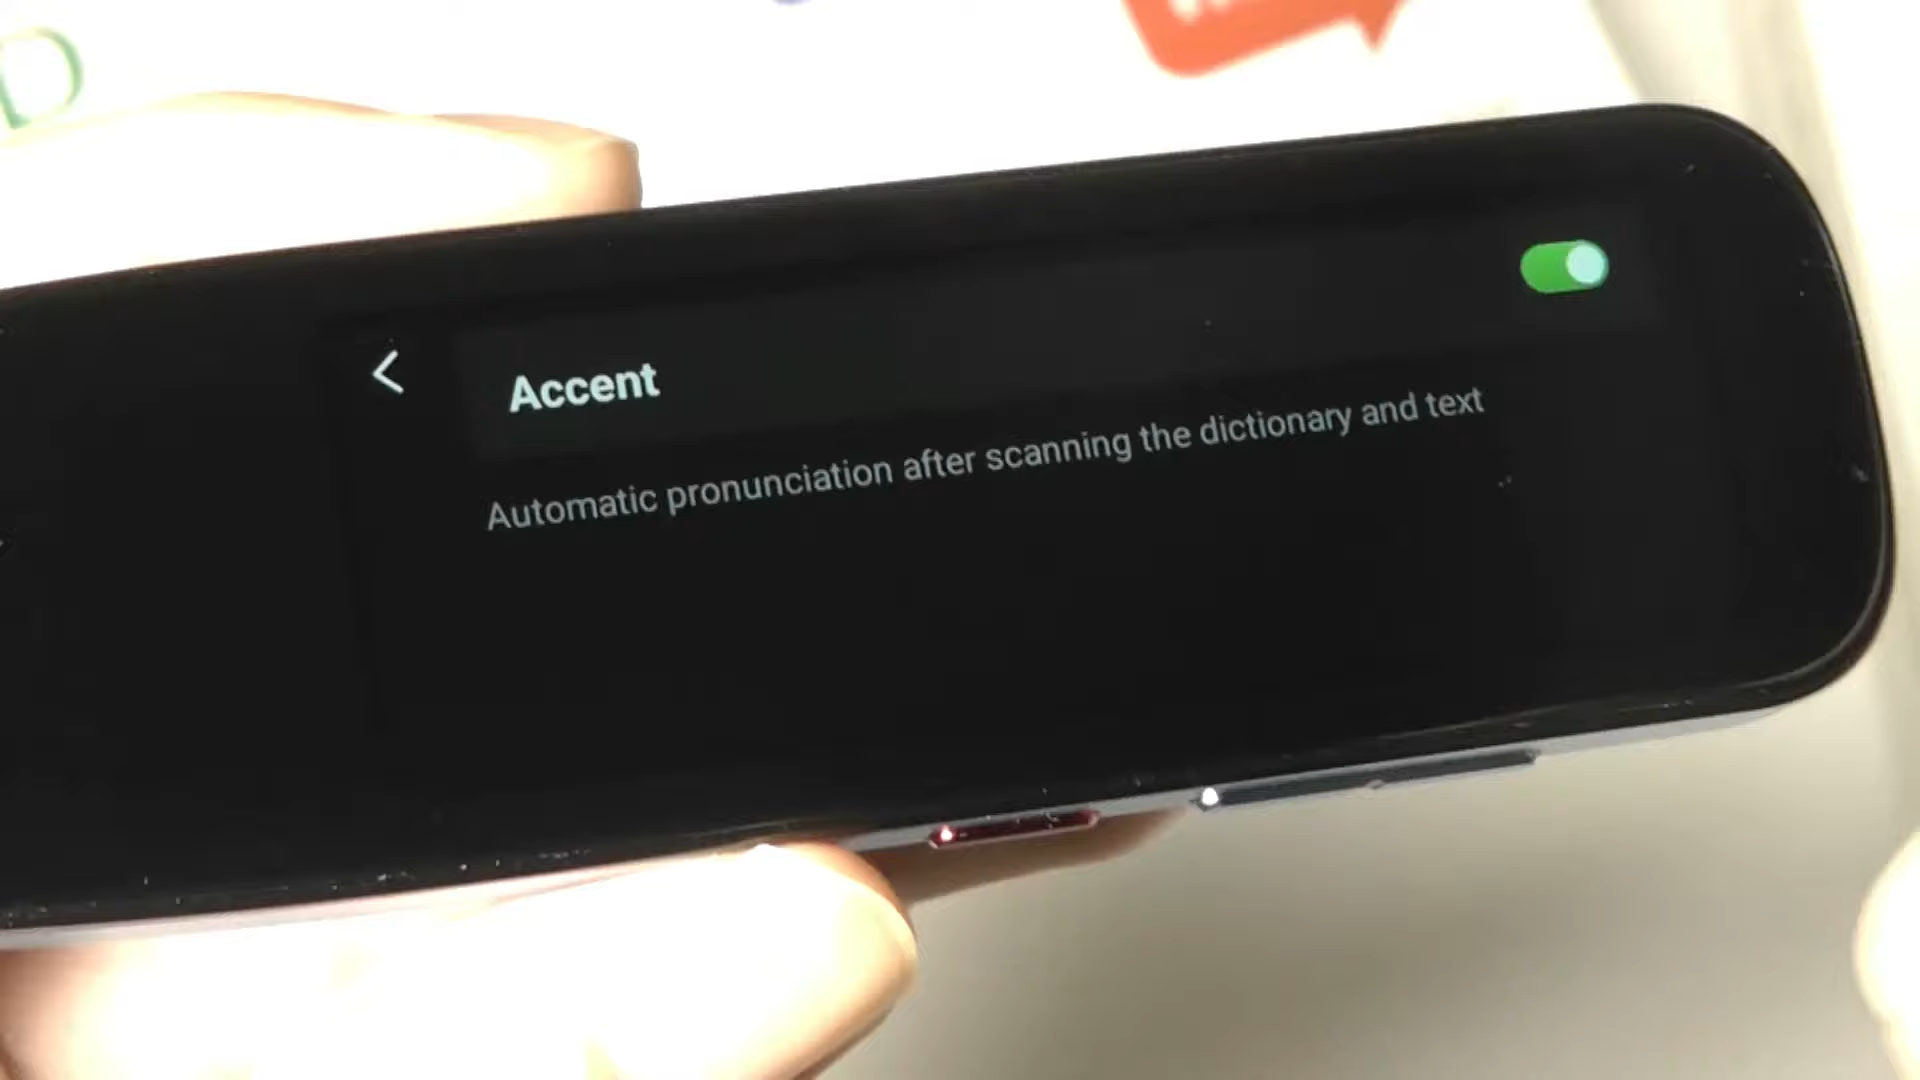 D
Accent
Automatic pronunciation after scanning the dictionary and text